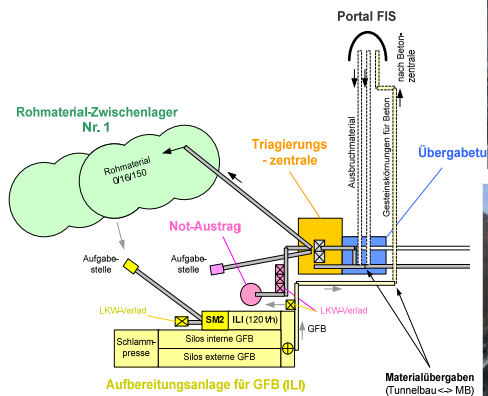 Portal FIS
nach Beton-
zentrale
Rohmaterial-Zwischenlager
Nr. 1
Rohmaterial
0/16/150
Triagierungs
- zentrale
Ausbruchmaterial
Gesteinskörnungen für Beton
Übergabetu
Not-Austrag
Aufgabe-
stelle
Aufgabe-
stelle
LKW-Verlad
LKW-Verlad
SM2
ILI (120 t/h)
GFB
Schlamm-
presse
Silos interne GFB
Silos externe GFB
Aufbereitungsanlage für GFB (ILI)
Materialübergaben
(Tunnelbau <-> MB)